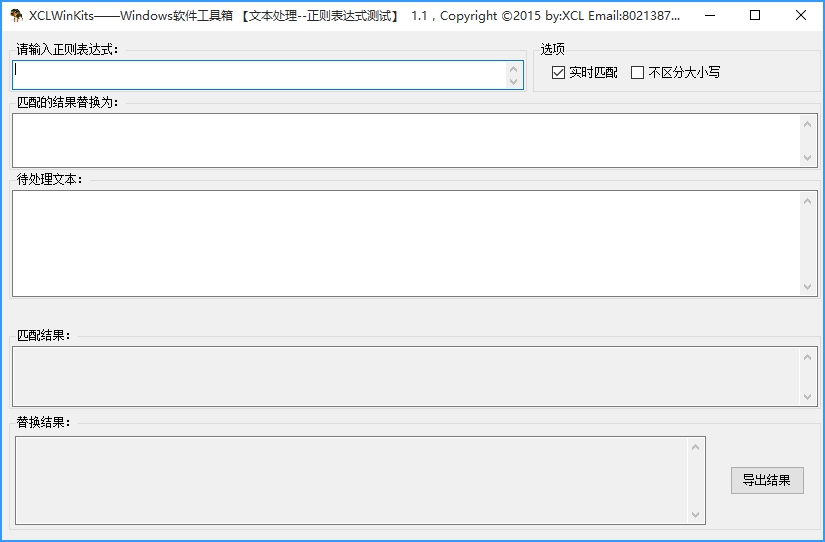 XCLWinKits——Windows软件工具箱 【文本处理--正则表达式测试】 1.1，Copyright ©2015 by:XCL Email:8021387...
请输入正则表达式：
选项
实时匹配
不区分大小写
匹配的结果替换为：
待处理文本：
匹配结果：
替换结果：
导出结果